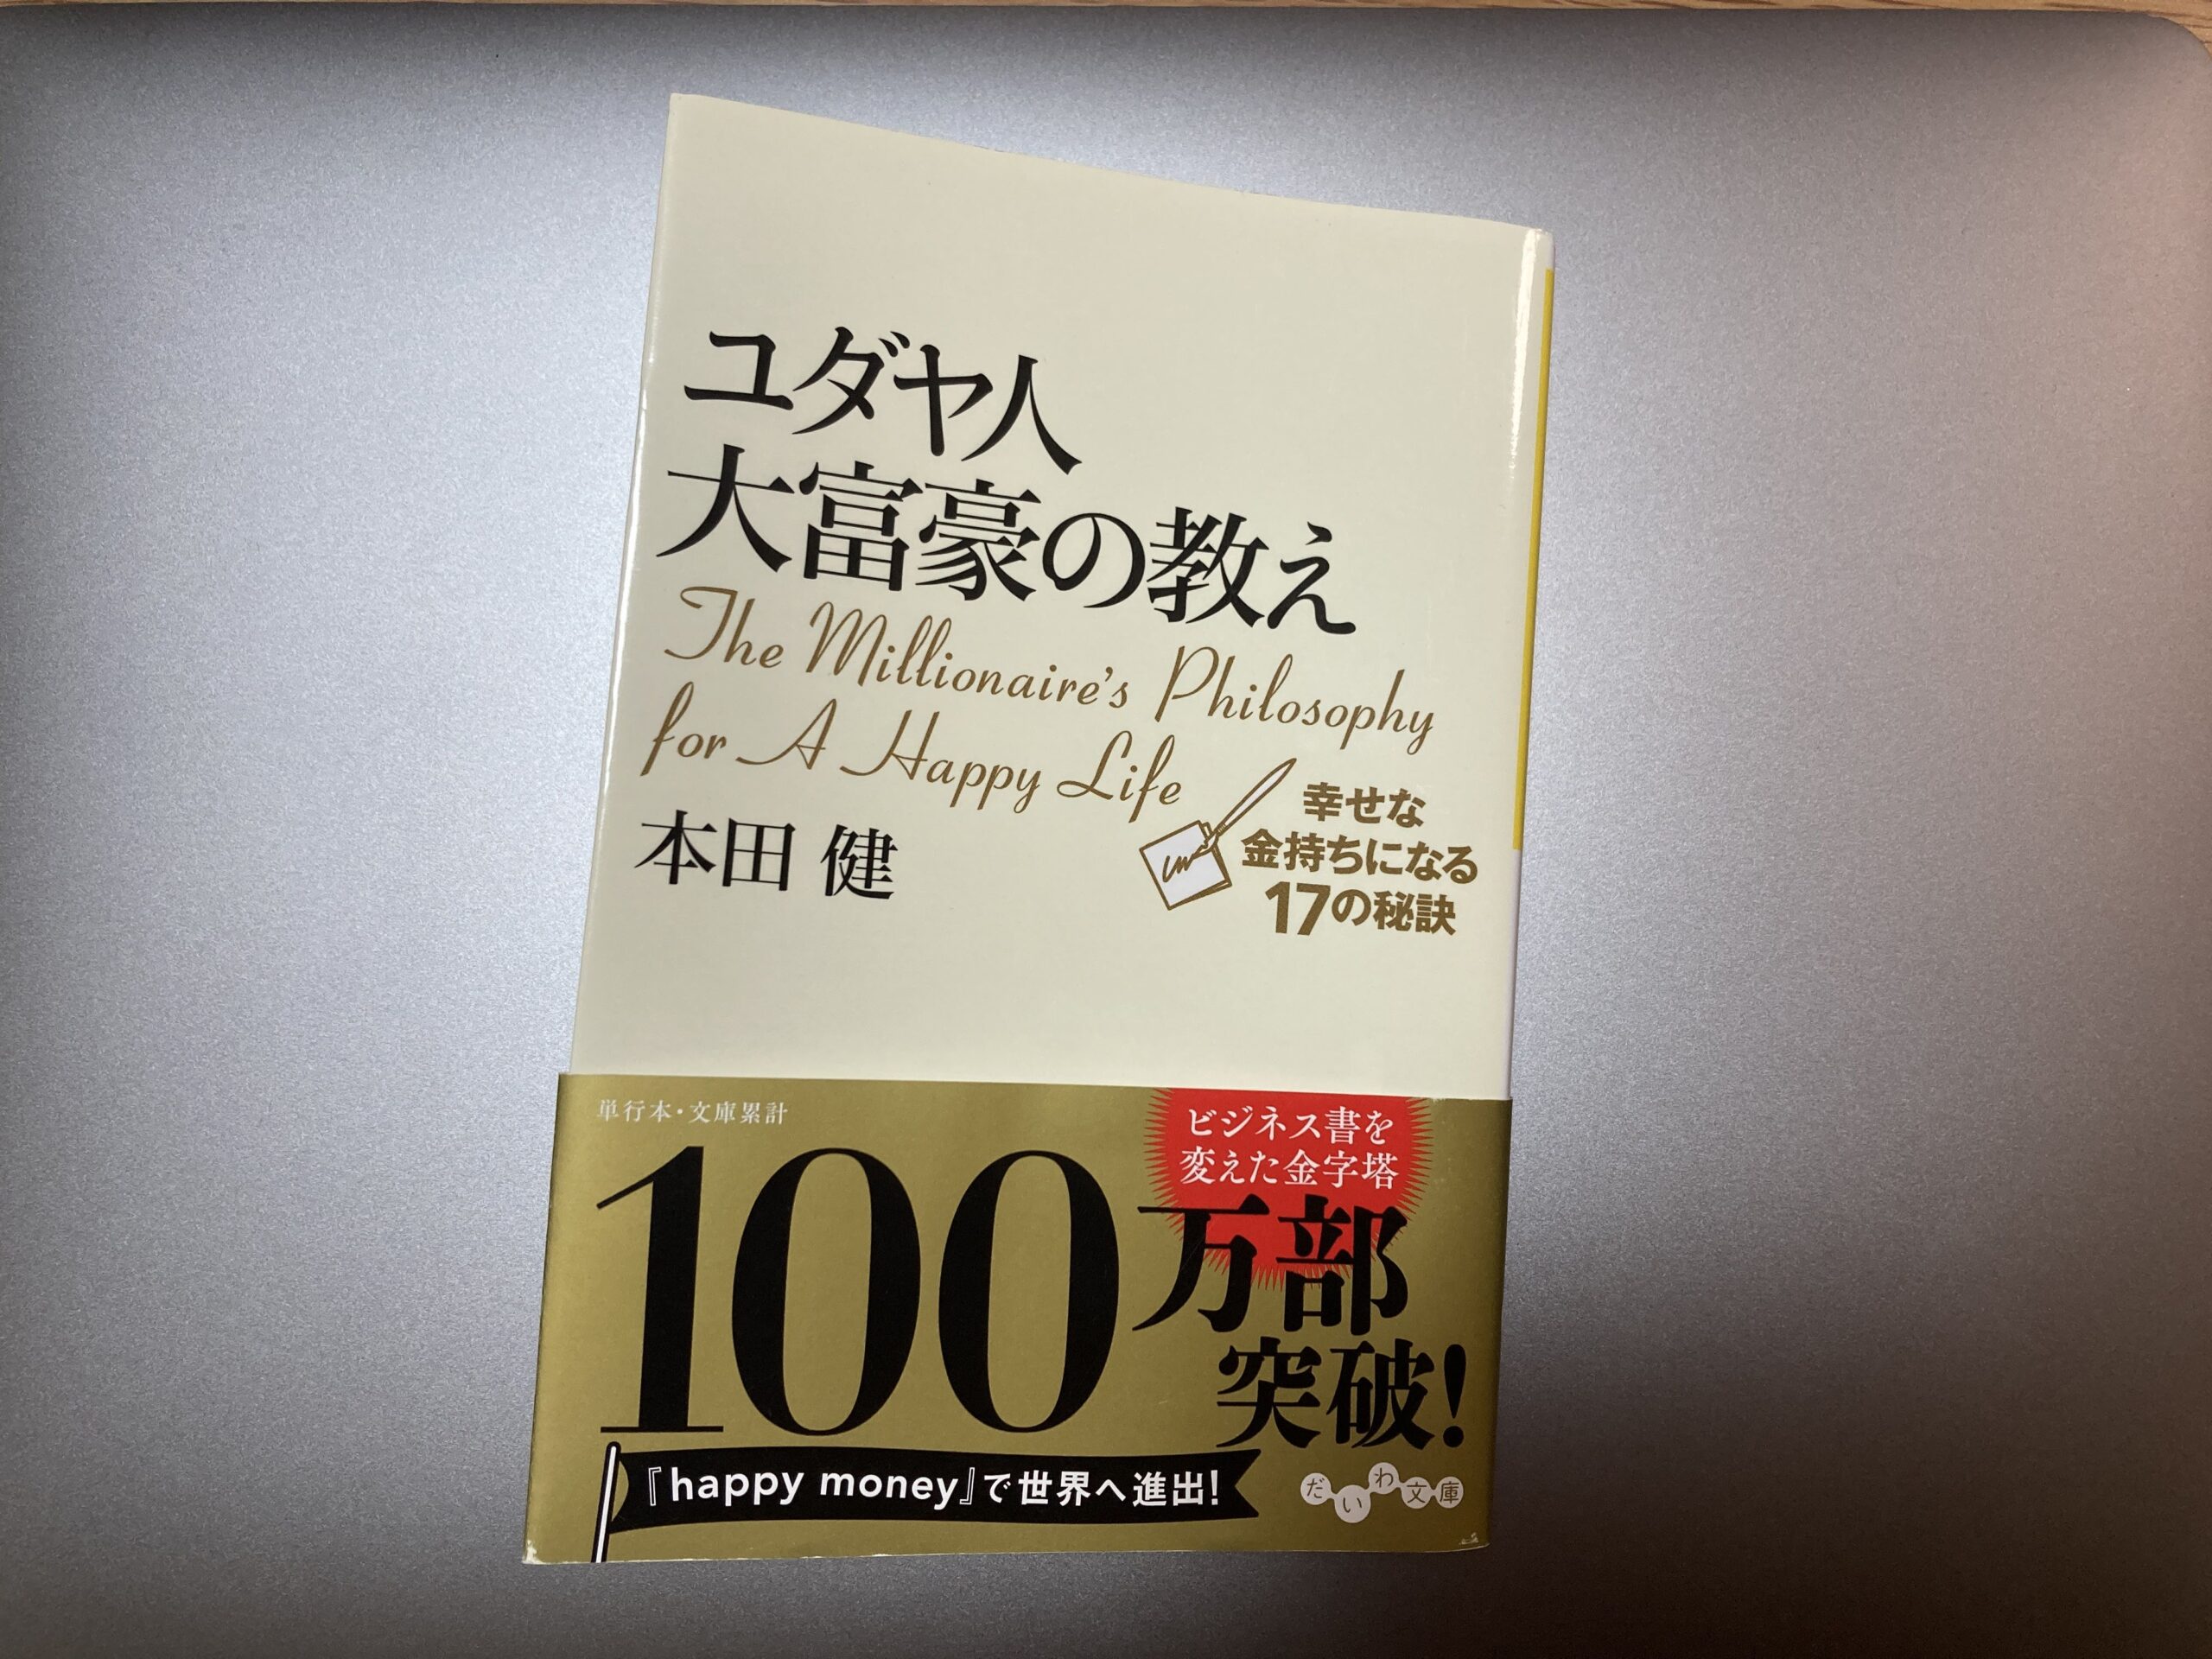 ユダヤ人
大富豪の教え
The Millionaire's Philosophy
for A Happy Life
本田 健
幸せな
金持ちになる
17の秘訣
単行本・文庫累計
ビジネス書を
変えた金字塔
100万部
突破!
『happy money』で世界へ進出!
だいわ文庫